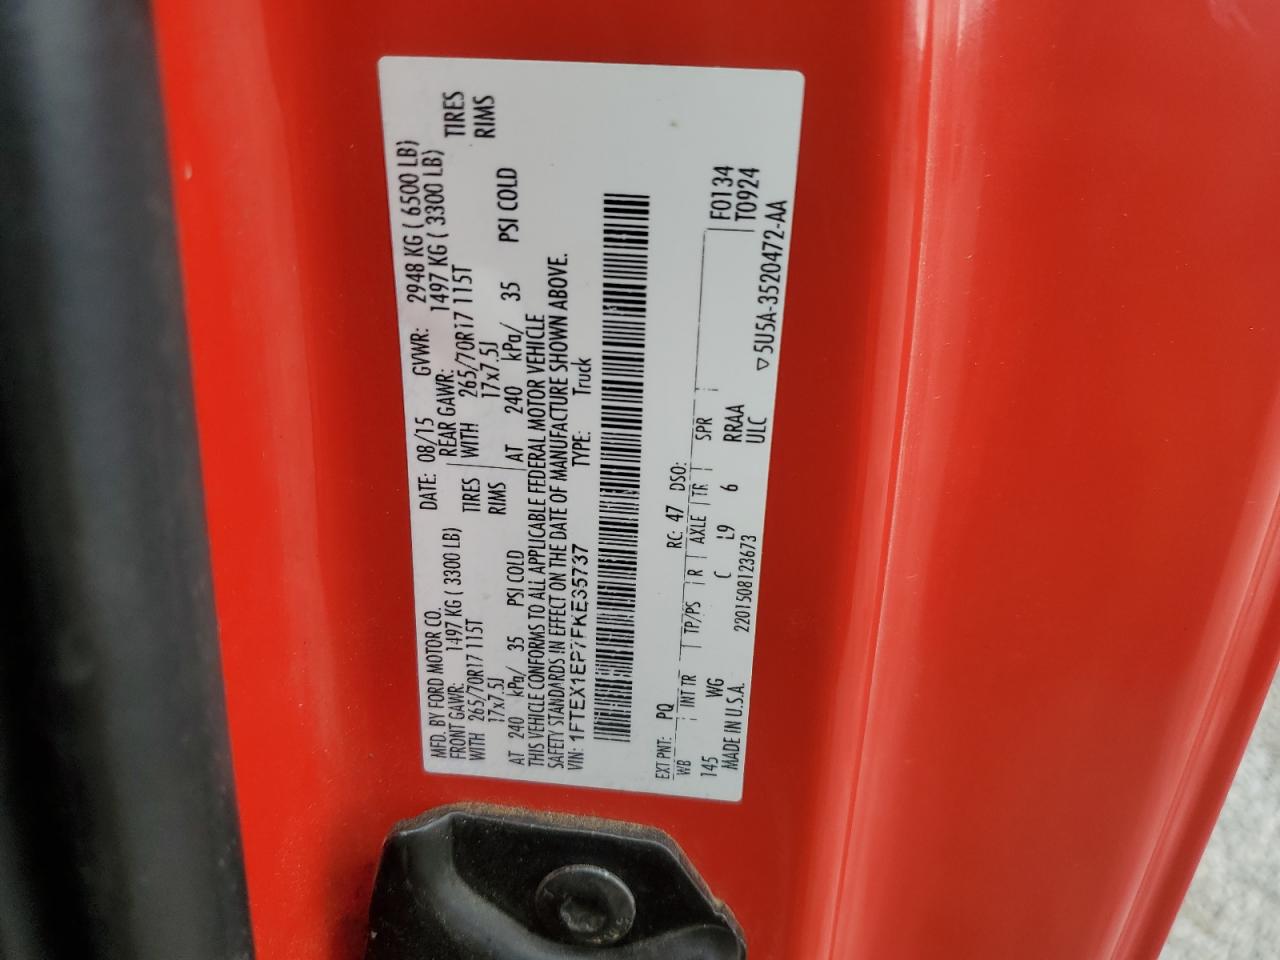 MFD. BY FORD MOTOR CO. DATE: 08/15 GVWR: 2948 KG ( 6500 LB)
FRONT GAWR: 1497 KG ( 3300 LB) REAR GAWR: 1497 KG ( 3300 LB)
WITH 265/70R17 115T TIRES WITH 265/70R17 115T TIRES
17x7.5J RIMS 17x7.5J RIMS
AT 240 kPa/ 35 PSI COLD AT 240 kPa/ 35 PSI COLD
THIS VEHICLE CONFORMS TO ALL APPLICABLE FEDERAL MOTOR VEHICLE
SAFETY STANDARDS IN EFFECT ON THE DATE OF MANUFACTURE SHOWN ABOVE.
VIN: 1FTEX1EP7FKE35737 TYPE: Truck
EXT PNT: PQ RC: 47 DSO:
WB INT TR TP/PS R AXLE TR SPR F0134
145 WG C L9 6 RRAA T0924
MADE IN U.S.A. 2201508123673 ULC ▽5U5A-3520472-AA